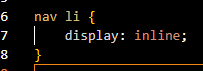 6 nav li {
7     display: inline;
8 }